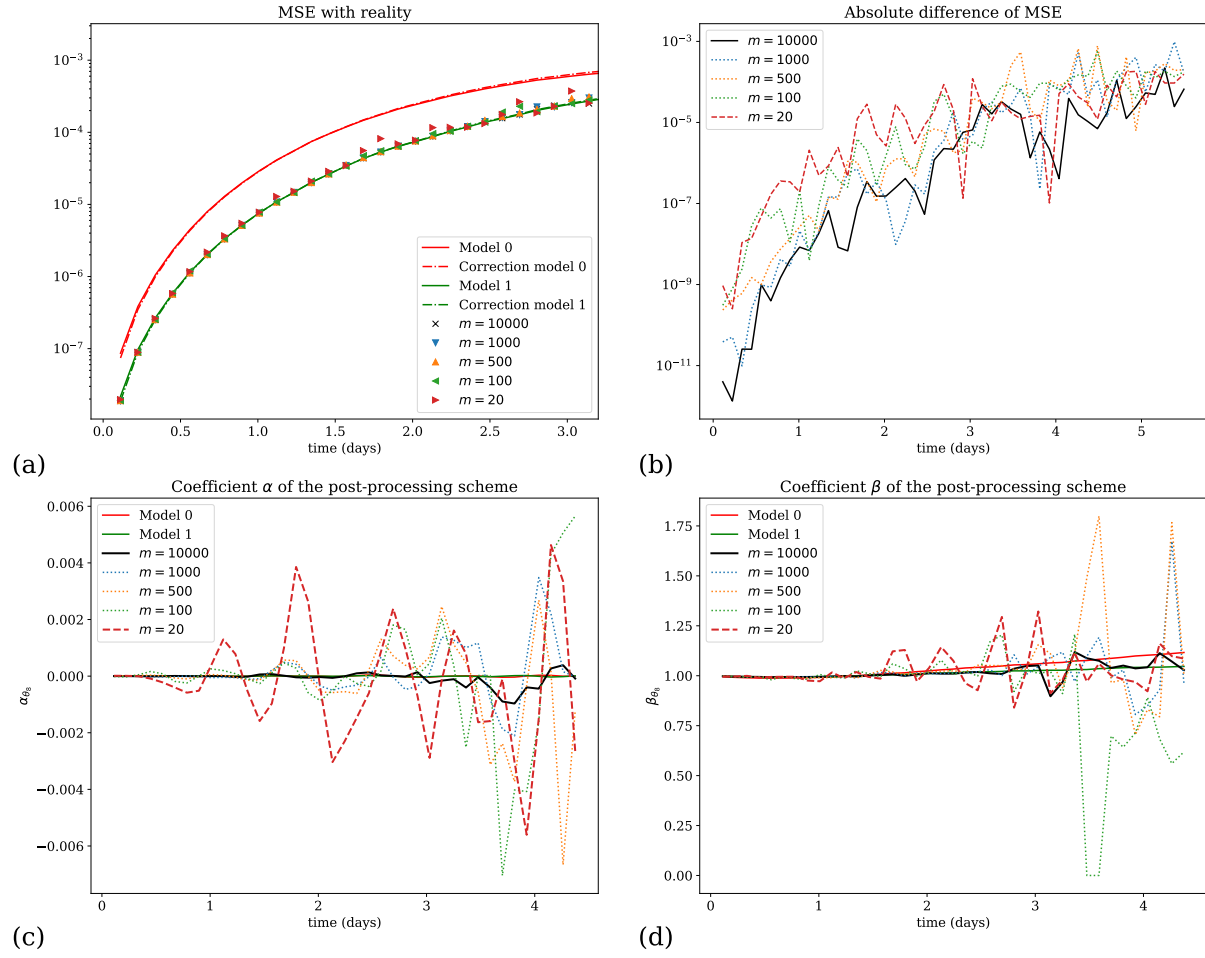 MSE with reality
10⁻³
10⁻⁴
10⁻⁵
10⁻⁶
10⁻⁷
Model 0
Correction model 0
Model 1
Correction model 1
m = 10000
m = 1000
m = 500
m = 100
m = 20
0.0 0.5 1.0 1.5 2.0 2.5 3.0
time (days)
(a)
Absolute difference of MSE
10⁻³
10⁻⁵
10⁻⁷
10⁻⁹
10⁻¹¹
m = 10000
m = 1000
m = 500
m = 100
m = 20
0 1 2 3 4 5
time (days)
(b)
Coefficient α of the post-processing scheme
0.006
0.004
0.002
0.000
−0.002
−0.004
−0.006
α_θ₈
Model 0
Model 1
m = 10000
m = 1000
m = 500
m = 100
m = 20
0 1 2 3 4
time (days)
(c)
Coefficient β of the post-processing scheme
1.75
1.50
1.25
1.00
0.75
0.50
0.25
0.00
β_θ₈
Model 0
Model 1
m = 10000
m = 1000
m = 500
m = 100
m = 20
0 1 2 3 4
time (days)
(d)